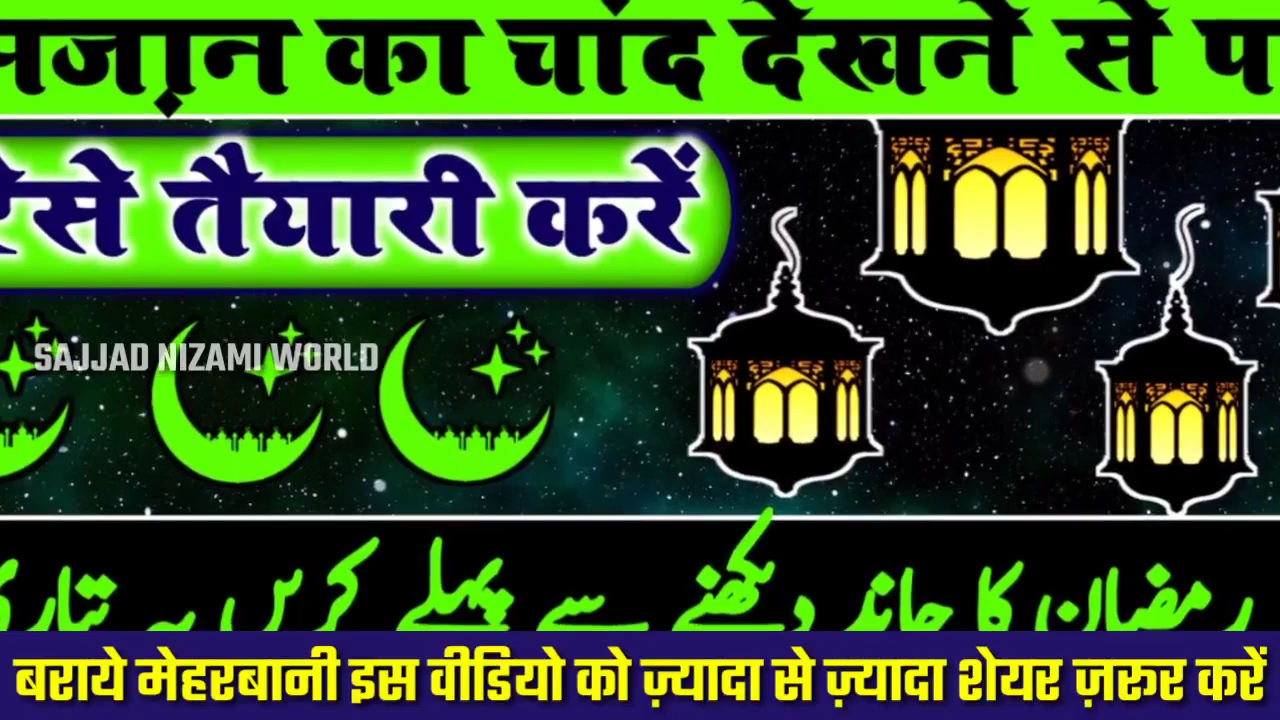 का चांद देखने से
तैयारी करें
SAJJAD NIZAMI WORLD
رمضان کا چاند دیکھنے سے پہلے کریں یہ
बराये मेहरबानी इस वीडियो को ज़्यादा से ज़्यादा शेयर ज़रूर करें